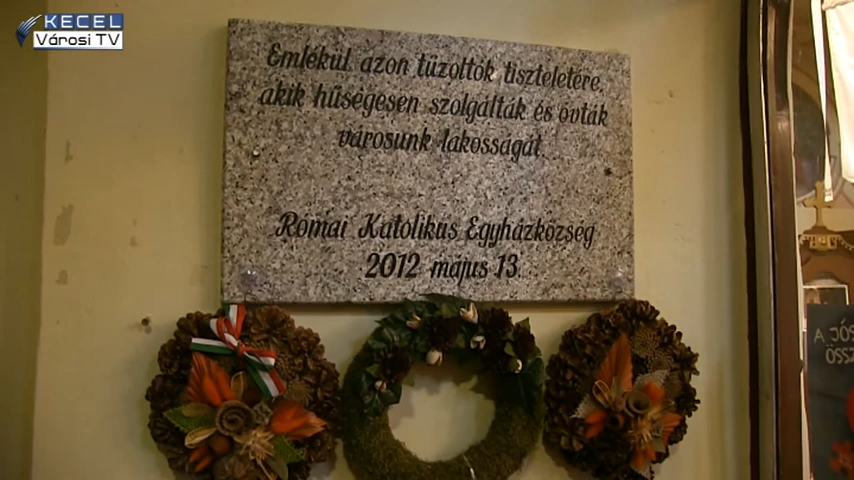 KECEL
Városi TV
Emlékül azon tűzoltók tiszteletére,
akik hűségesen szolgálták és óvták
városunk lakosságát.
Római Katolikus Egyházközség
2012 május 13.
A JÓS
ÖSSZ